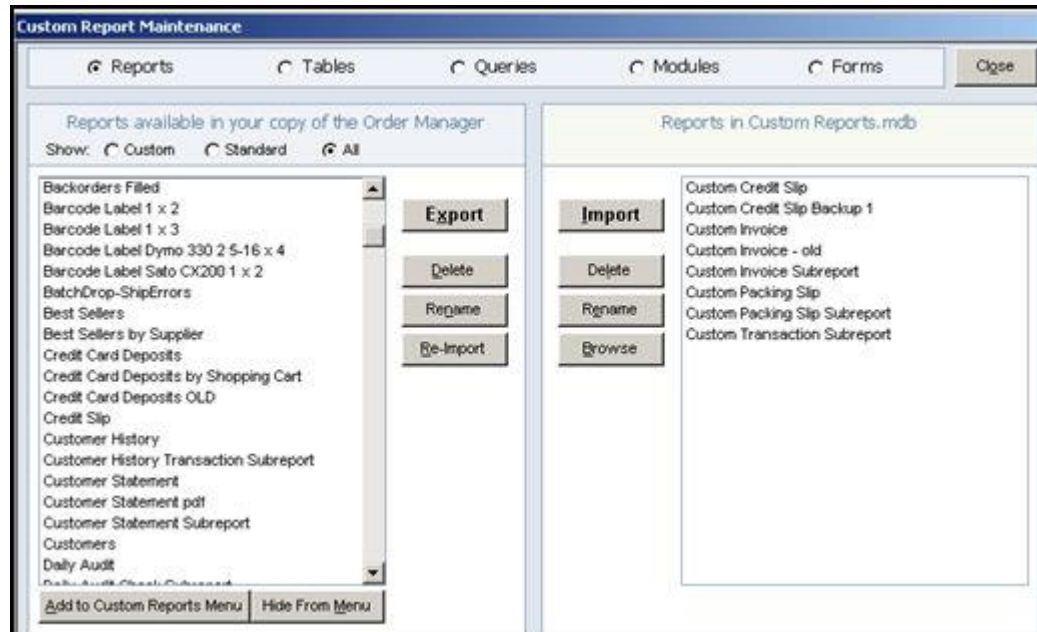 Custom Report Maintenance
Reports
Tables
Queries
Modules
Forms
Close
Reports available in your copy of the Order Manager
Show: Custom Standard All
Backorders Filled
Barcode Label 1 x 2
Barcode Label 1 x 3
Barcode Label Dymo 330 2 5-16 x 4
Barcode Label Sato CX200 1 x 2
BatchDrop-ShipErrors
Best Sellers
Best Sellers by Supplier
Credit Card Deposits
Credit Card Deposits by Shopping Cart
Credit Card Deposits OLD
Credit Slip
Customer History
Customer History Transaction Subreport
Customer Statement
Customer Statement pdf
Customer Statement Subreport
Customers
Daily Audit
Daily Audit Check Subreport
Export
Delete
Rename
Re-Import
Add to Custom Reports Menu
Hide From Menu
Reports in Custom Reports.mdb
Import
Delete
Rename
Browse
Custom Credit Slip
Custom Credit Slip Backup 1
Custom Invoice
Custom Invoice - old
Custom Invoice Subreport
Custom Packing Slip
Custom Packing Slip Subreport
Custom Transaction Subreport